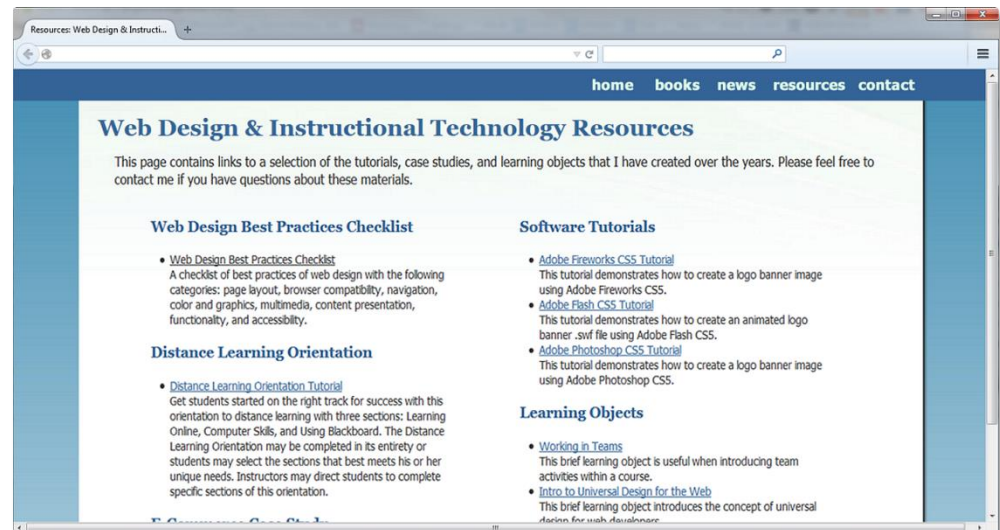 Resources: Web Design & Instructi...
home books news resources contact
Web Design & Instructional Technology Resources
This page contains links to a selection of the tutorials, case studies, and learning objects that I have created over the years. Please feel free to
contact me if you have questions about these materials.
Web Design Best Practices Checklist
Web Design Best Practices Checklist
A checklist of best practices of web design with the following
categories: page layout, browser compatibility, navigation,
color and graphics, multimedia, content presentation,
functionality, and accessibility.
Distance Learning Orientation
Distance Learning Orientation Tutorial
Get students started on the right track for success with this
orientation to distance learning with three sections: Learning
Online, Computer Skills, and Using Blackboard. The Distance
Learning Orientation may be completed in its entirety or
students may select the sections that best meets his or her
unique needs. Instructors may direct students to complete
specific sections of this orientation.
E-Commerce Case Study
Software Tutorials
Adobe Fireworks CS5 Tutorial
This tutorial demonstrates how to create a logo banner image
using Adobe Fireworks CS5.
Adobe Flash CS5 Tutorial
This tutorial demonstrates how to create an animated logo
banner .swf file using Adobe Flash CS5.
Adobe Photoshop CS5 Tutorial
This tutorial demonstrates how to create a logo banner image
using Adobe Photoshop CS5.
Learning Objects
Working in Teams
This brief learning object is useful when introducing team
activities within a course.
Intro to Universal Design for the Web
This brief learning object introduces the concept of universal
design for web developers.